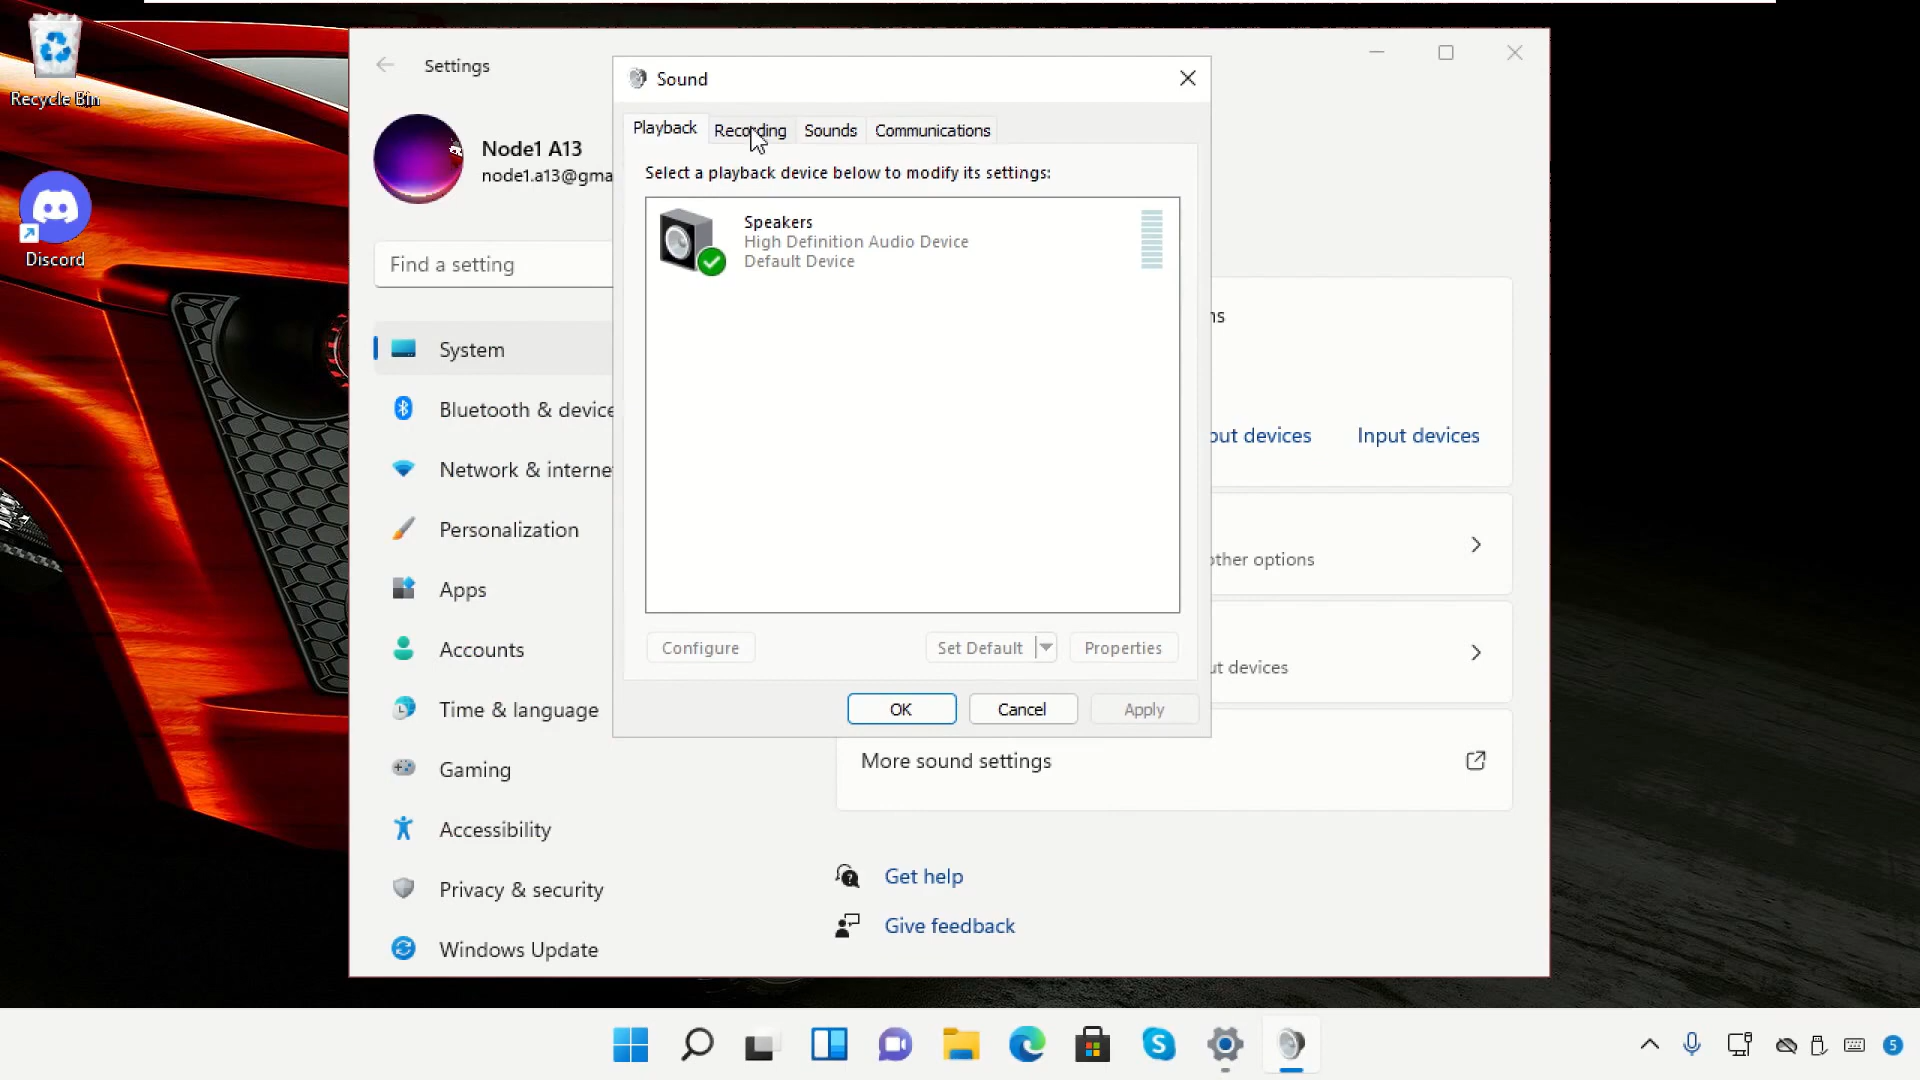 Recycle Bin
Discord
Settings
Node1 A13
node1.a13@gma
Find a setting
System
Bluetooth & device
Network & interne
Personalization
Apps
Accounts
Time & language
Gaming
Accessibility
Privacy & security
Windows Update
Sound
Playback
Recording
Sounds
Communications
Select a playback device below to modify its settings:
Speakers
High Definition Audio Device
Default Device
Configure
Set Default
Properties
OK
Cancel
Apply
ns
out devices
Input devices
other options
ut devices
More sound settings
Get help
Give feedback
S
5